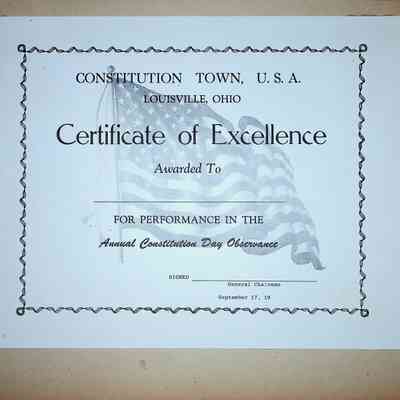 CONSTITUTION TOWN, U. S. A.
LOUISVILLE, OHIO
Certificate of Excellence
Awarded To
FOR PERFORMANCE IN THE
Annual Constitution Day Observance
SIGNED
General Chairman
September 17, 19